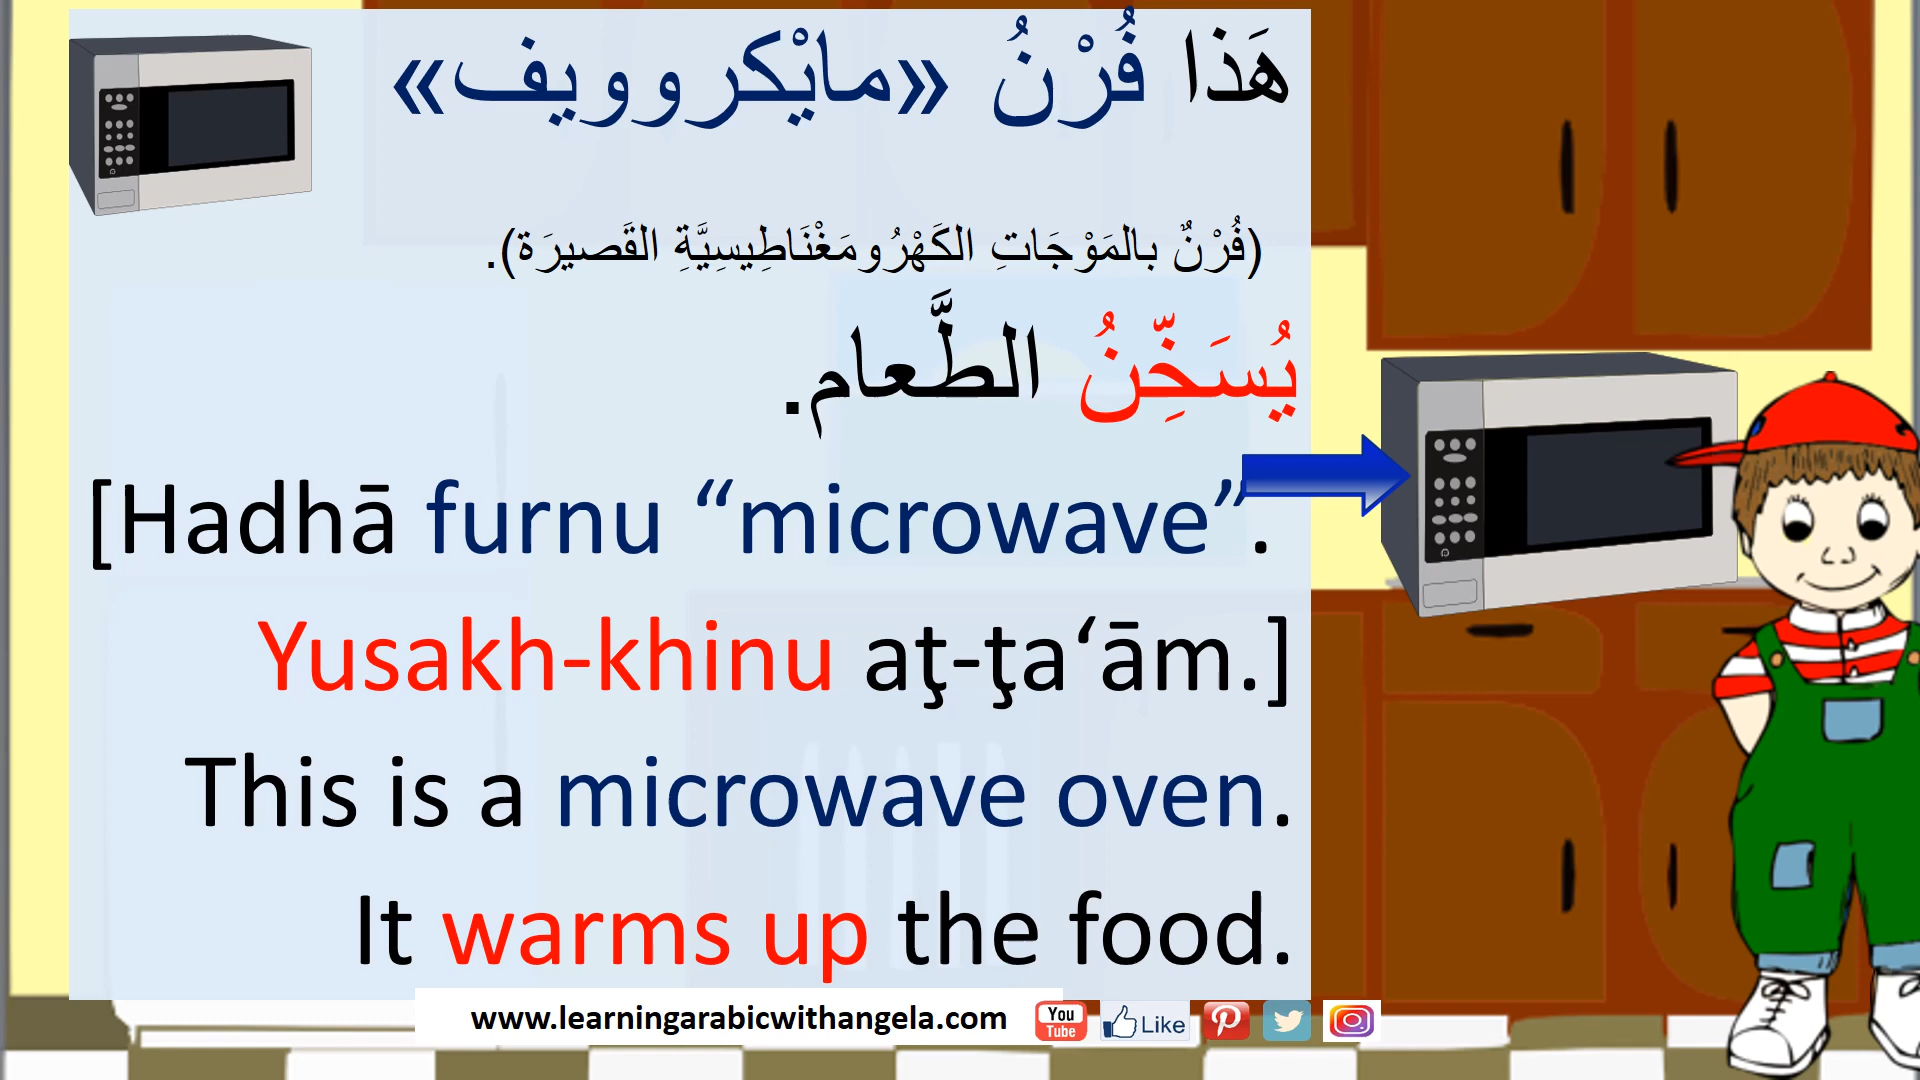 هَذا فُرْنُ «مايْكروويف»
(فُرْنٌ بالمَوْجَاتِ الكَهْرُومَغْنَاطِيسِيَّةِ القَصيرَة).
يُسَخِّنُ الطَّعام.
[Hadhā furnu “microwave”.
Yusakh-khinu aţ-ţa‘ām.]
This is a microwave oven.
It warms up the food.
www.learningarabicwithangela.com
You Tube
Like